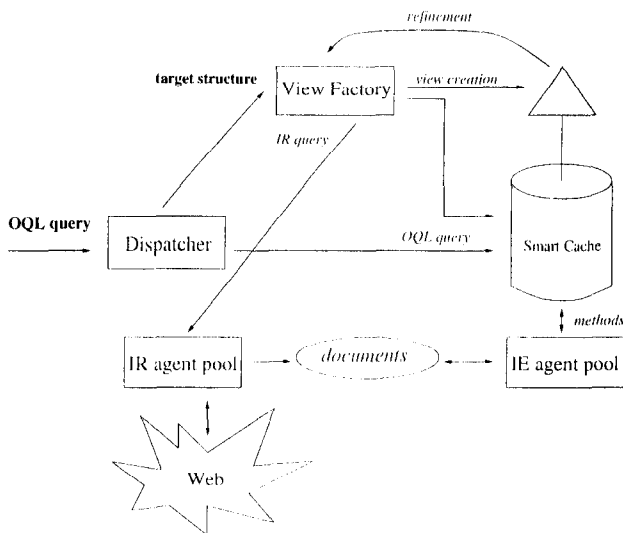 refinement
target structure
View Factory
view creation
IR query
OQL query
Dispatcher
OQL query
Smart Cache
methods
IR agent pool
documents
IE agent pool
Web